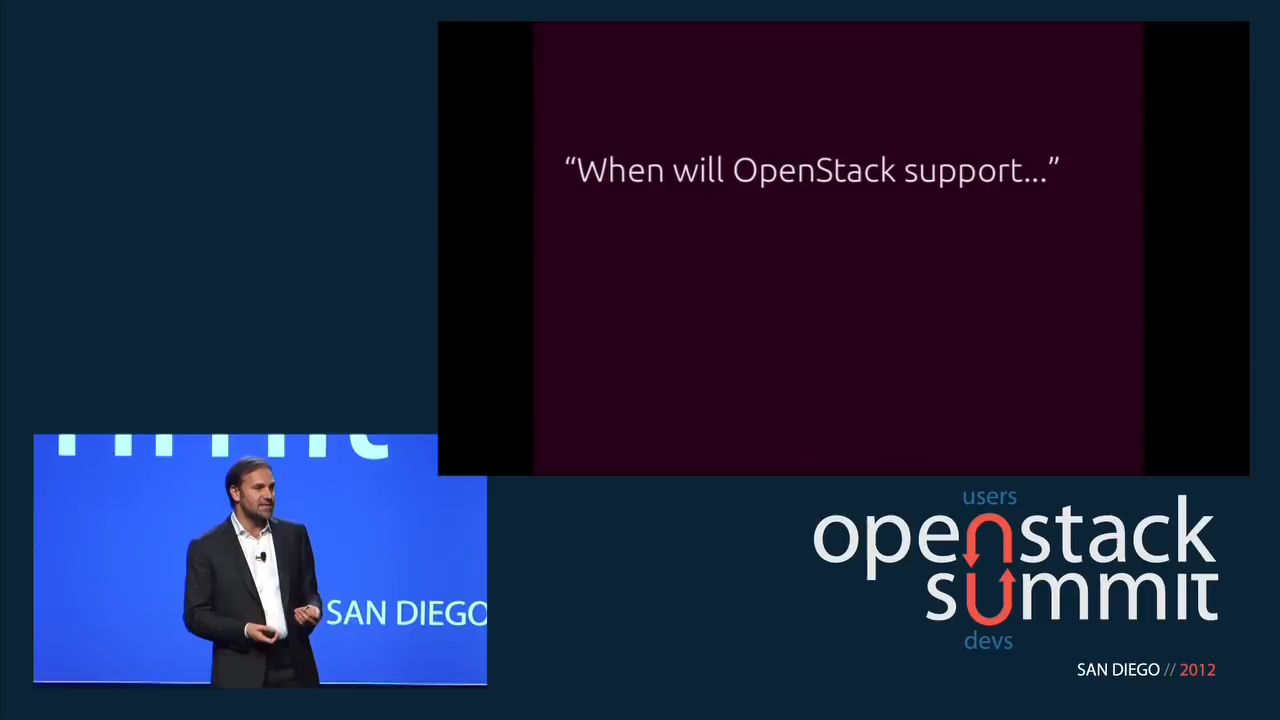 “When will OpenStack support...”
SAN DIEGO
users
openstack
summit
devs
SAN DIEGO // 2012